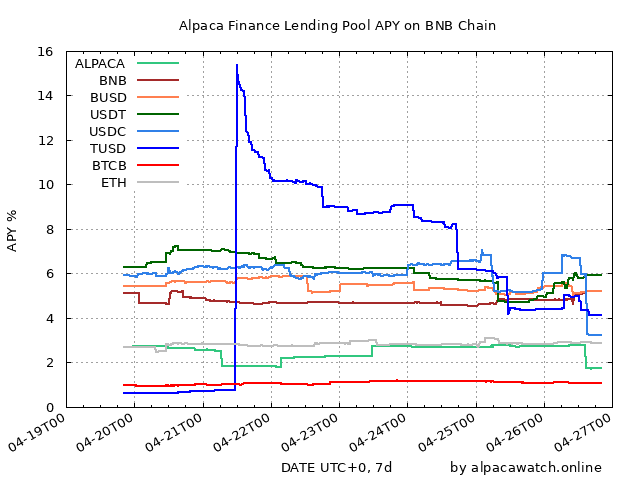 Alpaca Finance Lending Pool APY on BNB Chain
16
14
12
10
8
6
4
2
0
APY %
ALPACA
BNB
BUSD
USDT
USDC
TUSD
BTCB
ETH
04-19T00
04-20T00
04-21T00
04-22T00
04-23T00
04-24T00
04-25T00
04-26T00
04-27T00
DATE UTC+0, 7d
by alpacawatch.online